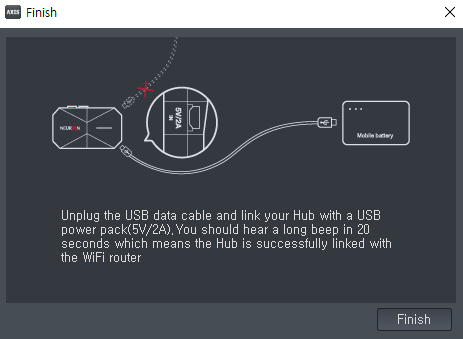 AXIS
Finish
NEURON
5V/2A
IN
Mobile battery
Unplug the USB data cable and link your Hub with a USB
power pack(5V/2A),You should hear a long beep in 20
seconds which means the Hub is successfully linked with
the WiFi router
Finish